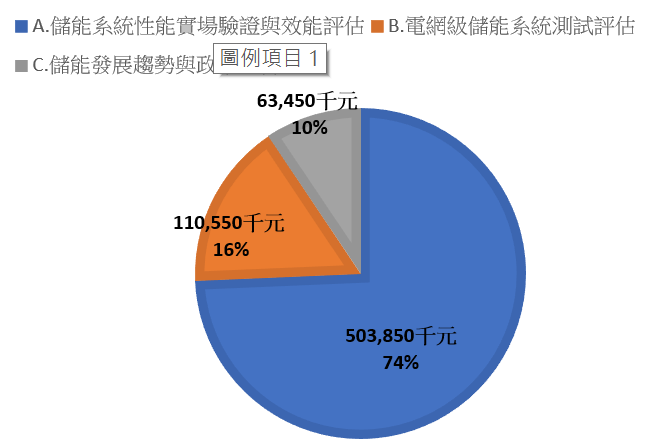 A.儲能系統性能實場驗證與效能評估 B.電網級儲能系統測試評估
C.儲能發展趨勢與政
圖例項目 1
63,450千元
10%
110,550千元
16%
503,850千元
74%